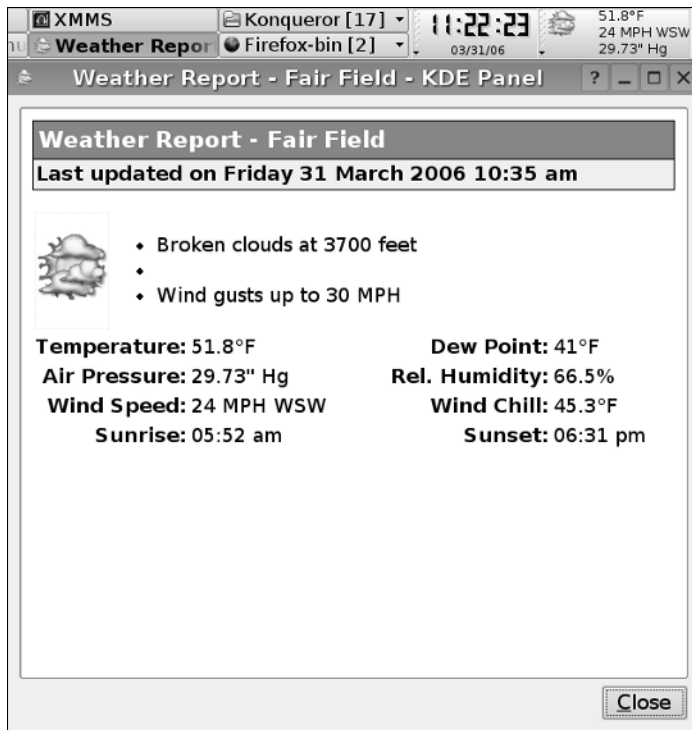 XMMS
Konqueror [17]
11:22:23
51.8°F
24 MPH WSW
Weather Repor
Firefox-bin [2]
03/31/06
29.73" Hg
Weather Report - Fair Field - KDE Panel
Weather Report - Fair Field
Last updated on Friday 31 March 2006 10:35 am
• Broken clouds at 3700 feet
•
• Wind gusts up to 30 MPH
Temperature: 51.8°F Dew Point: 41°F
Air Pressure: 29.73" Hg Rel. Humidity: 66.5%
Wind Speed: 24 MPH WSW Wind Chill: 45.3°F
Sunrise: 05:52 am Sunset: 06:31 pm
Close